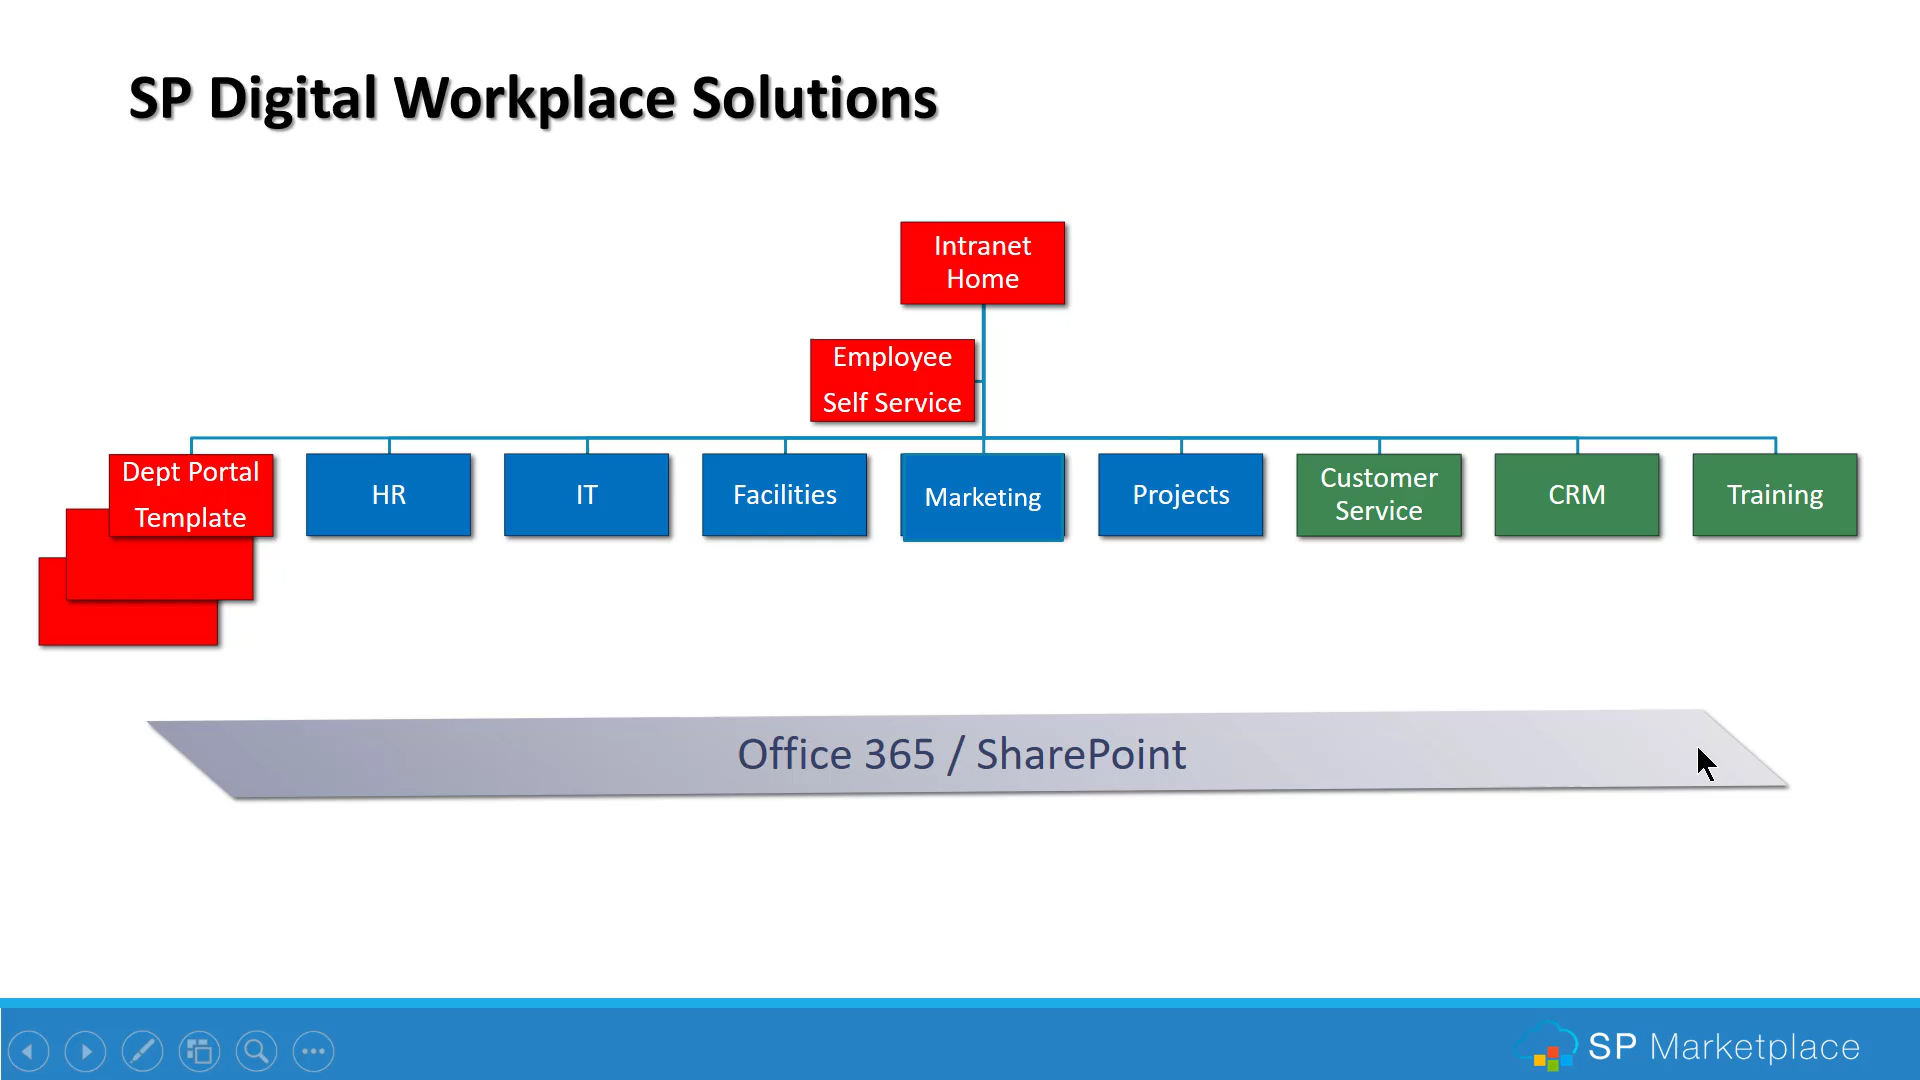 SP Digital Workplace Solutions
Intranet
Home
Employee
Self Service
Dept Portal
Template
HR
IT
Facilities
Marketing
Projects
Customer
Service
CRM
Training
Office 365 / SharePoint
SP Marketplace